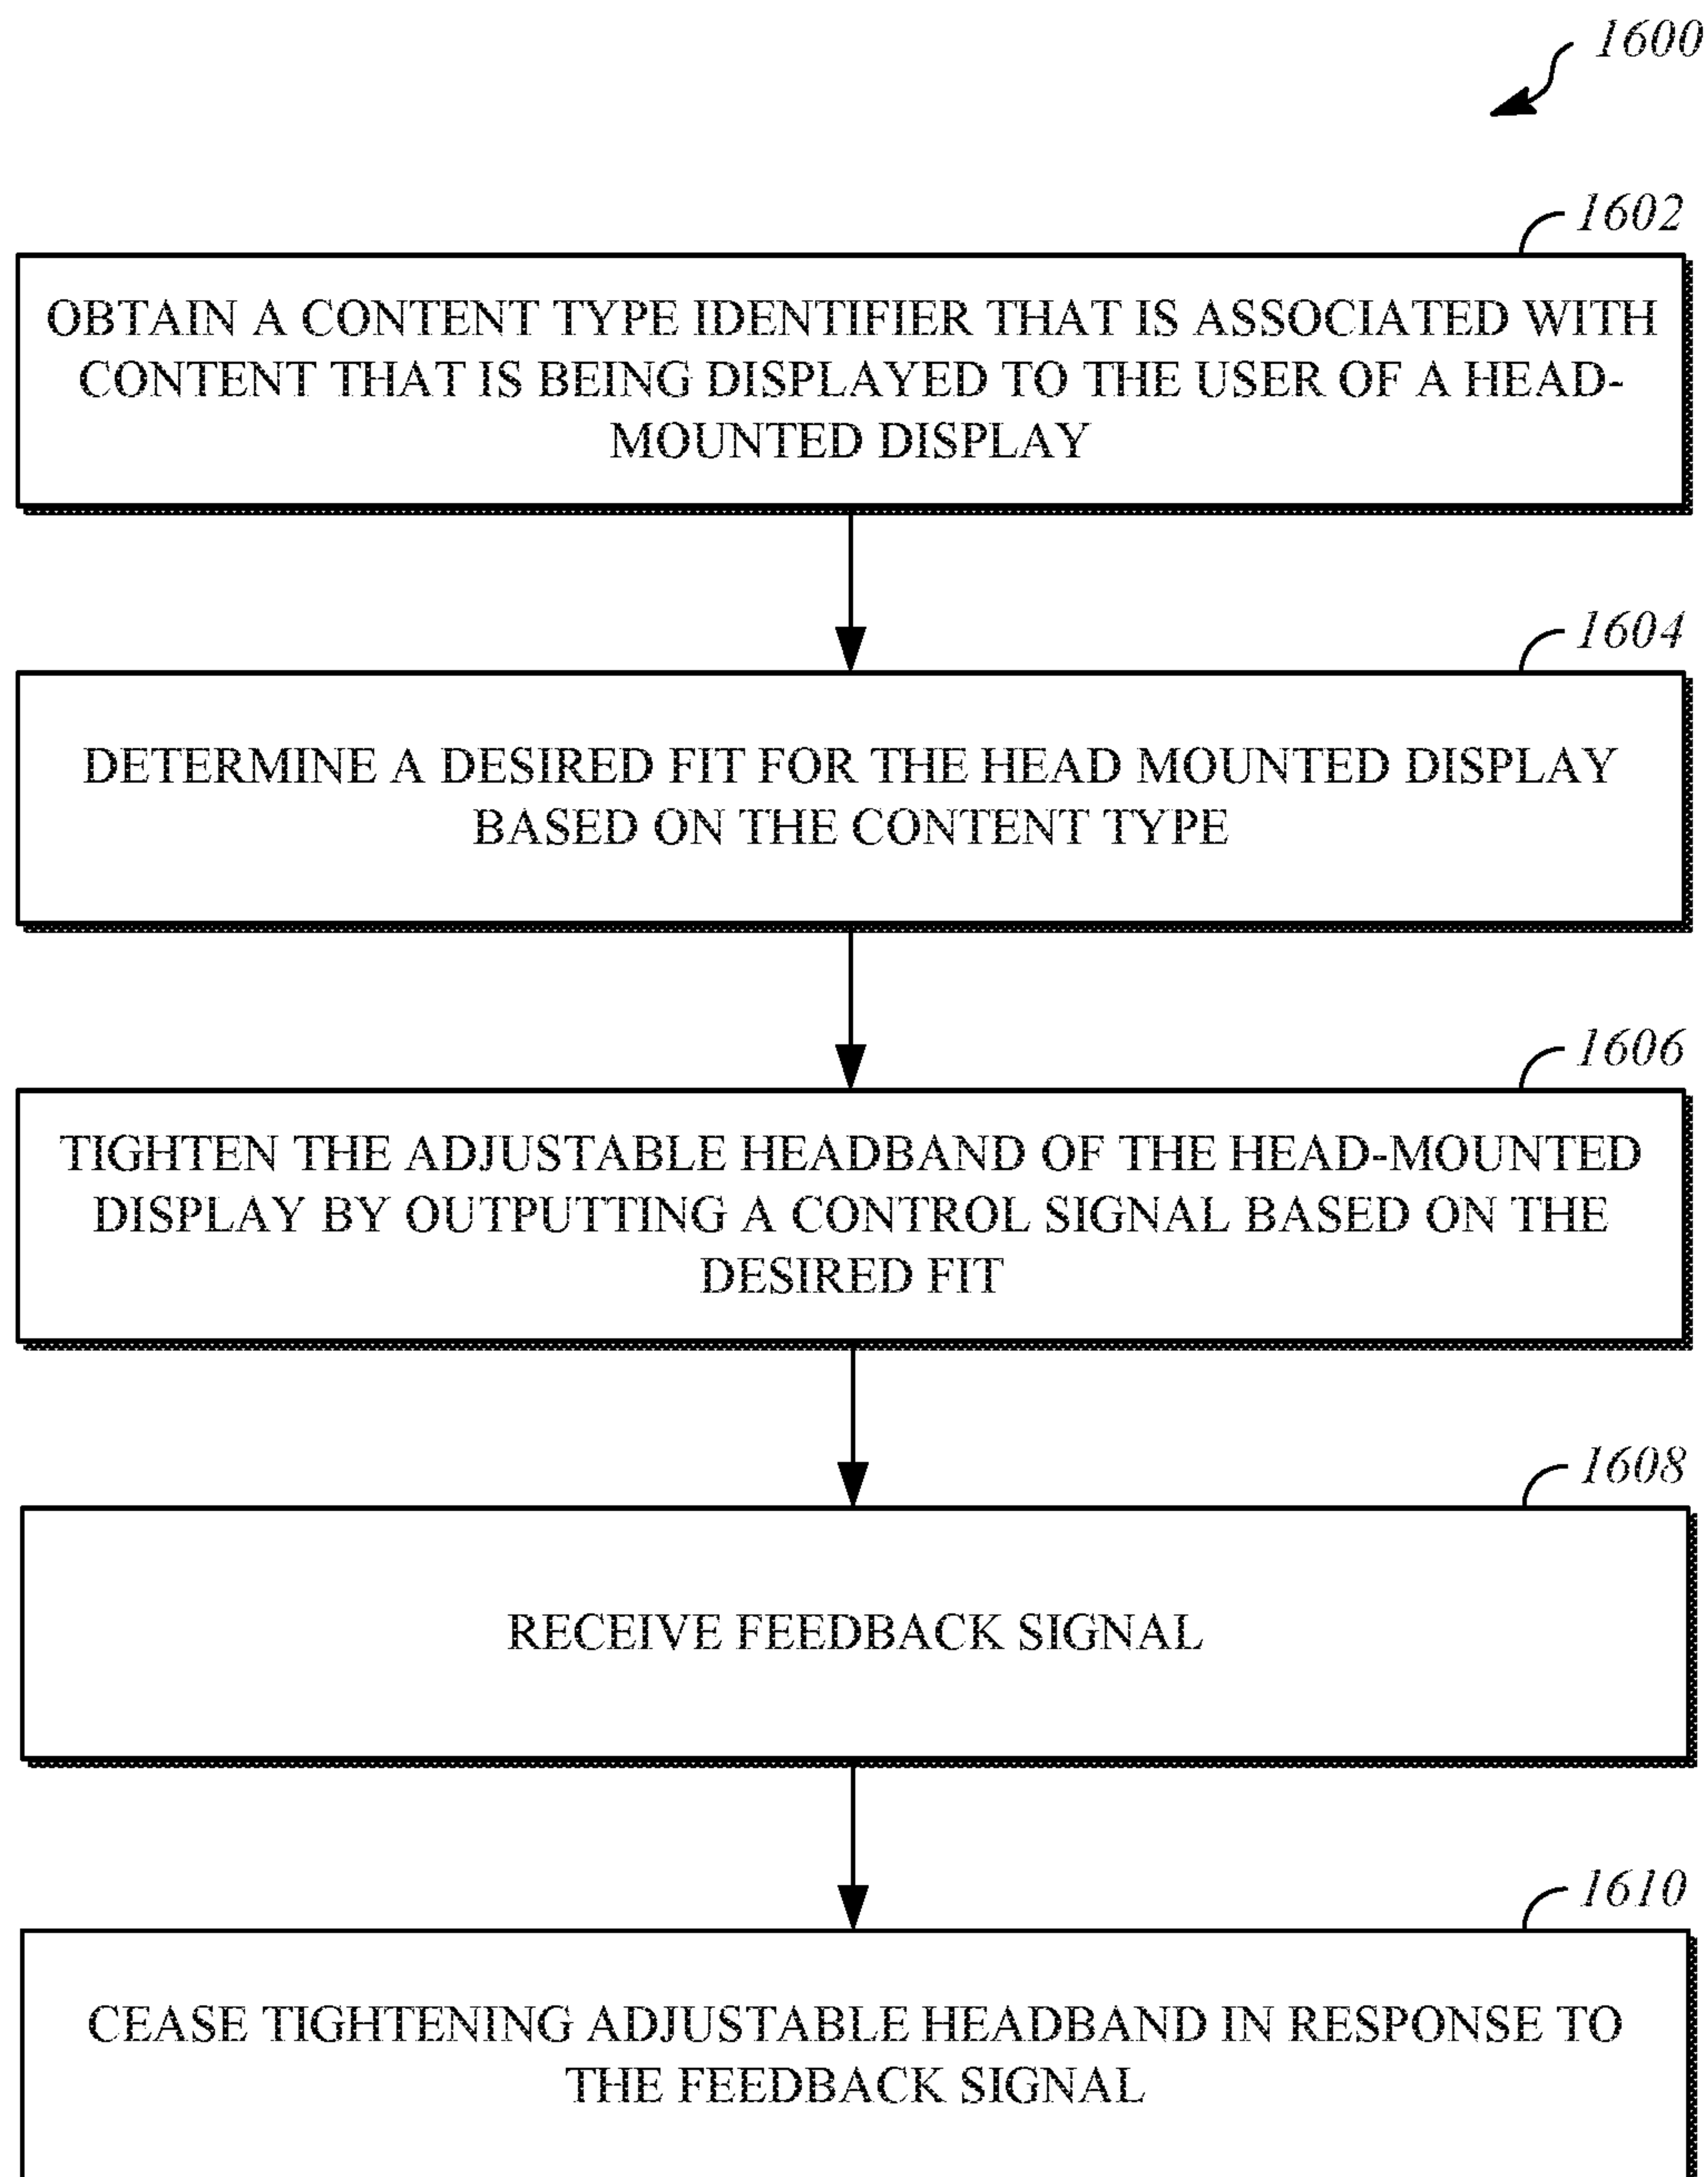 1600
1602
OBTAIN A CONTENT TYPE IDENTIFIER THAT IS ASSOCIATED WITH
CONTENT THAT IS BEING DISPLAYED TO THE USER OF A HEAD-
MOUNTED DISPLAY
1604
DETERMINE A DESIRED FIT FOR THE HEAD MOUNTED DISPLAY
BASED ON THE CONTENT TYPE
1606
TIGHTEN THE ADJUSTABLE HEADBAND OF THE HEAD-MOUNTED
DISPLAY BY OUTPUTTING A CONTROL SIGNAL BASED ON THE
DESIRED FIT
1608
RECEIVE FEEDBACK SIGNAL
1610
CEASE TIGHTENING ADJUSTABLE HEADBAND IN RESPONSE TO
THE FEEDBACK SIGNAL